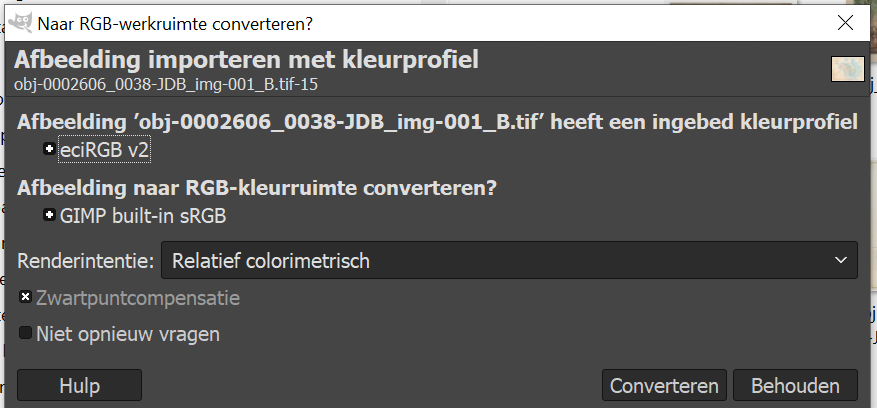 Naar RGB-werkruimte converteren?
Afbeelding importeren met kleurprofiel
obj-0002606_0038-JDB_img-001_B.tif-15
Afbeelding ’obj-0002606_0038-JDB_img-001_B.tif’ heeft een ingebed kleurprofiel
eciRGB v2
Afbeelding naar RGB-kleurruimte converteren?
GIMP built-in sRGB
Renderintentie: Relatief colorimetrisch
Zwartpuntcompensatie
Niet opnieuw vragen
Hulp Converteren Behouden